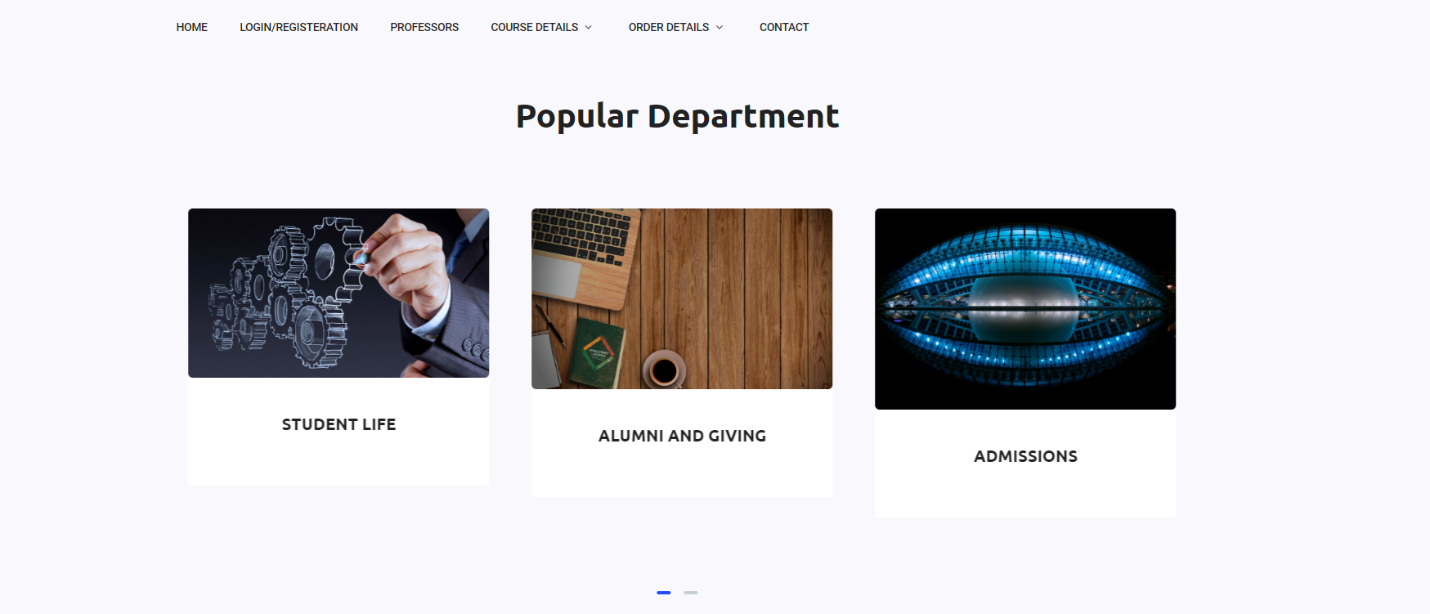 HOME LOGIN/REGISTERATION PROFESSORS COURSE DETAILS ORDER DETAILS CONTACT
Popular Department
STUDENT LIFE
ALUMNI AND GIVING
ADMISSIONS